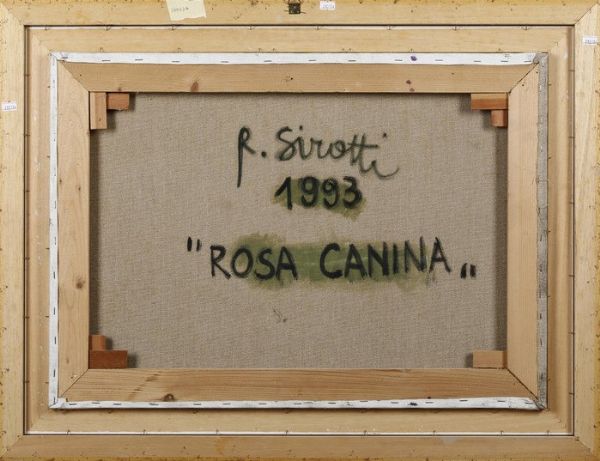 R. Sirotti
1993
" ROSA CANINA „